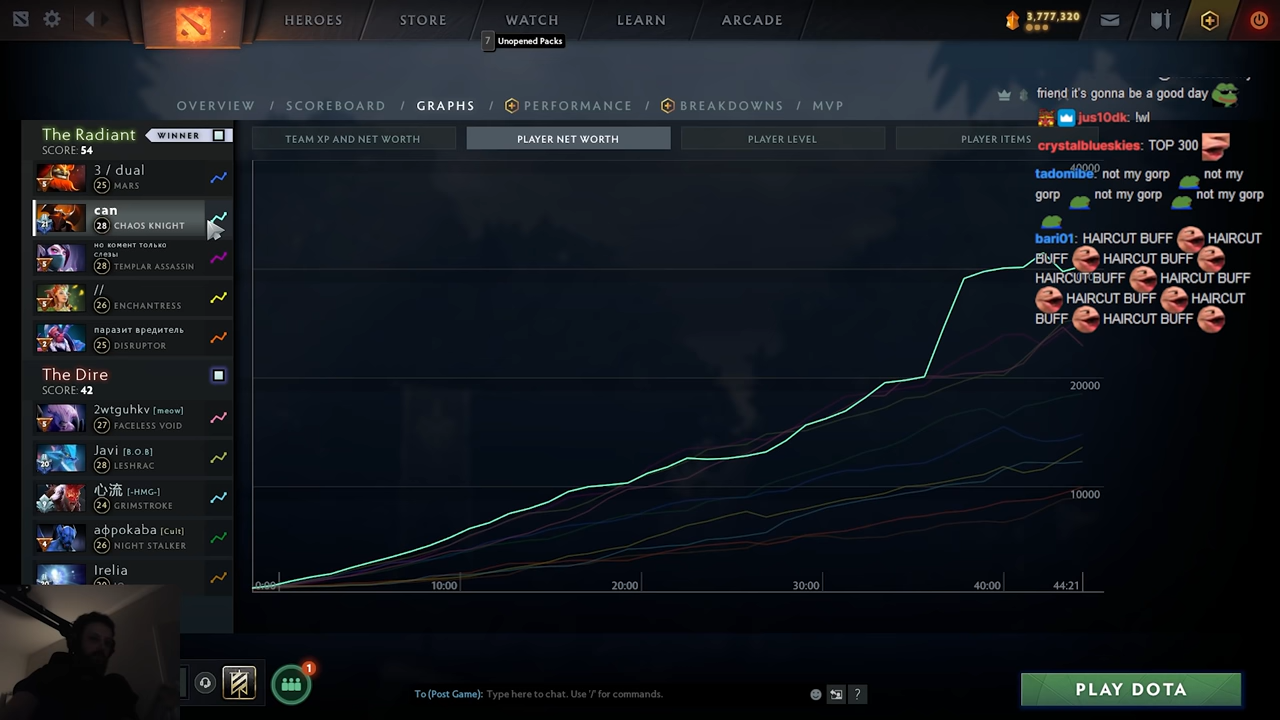 HEROES
STORE
WATCH
LEARN
ARCADE
3,777,320
7 Unopened Packs
OVERVIEW / SCOREBOARD / GRAPHS / PERFORMANCE / BREAKDOWNS / MVP
The Radiant
WINNER
SCORE: 54
TEAM XP AND NET WORTH
PLAYER NET WORTH
PLAYER LEVEL
PLAYER ITEMS
3 / dual
25 MARS
can
28 CHAOS KNIGHT
но комент только
слезы
28 TEMPLAR ASSASSIN
//
26 ENCHANTRESS
паразит вредитель
25 DISRUPTOR
The Dire
SCORE: 42
2wtguhkv [meow]
27 FACELESS VOID
Javi [B.O.B]
28 LESHRAC
心流 [-HMG-]
24 GRIMSTROKE
афроkaba [Cult]
26 NIGHT STALKER
Irelia
40000
20000
10000
0:00
10:00
20:00
30:00
40:00
44:21
friend it's gonna be a good day
jus10dk: !wl
crystalblueskies: TOP 300
tadomibe: not my gorp not my
gorp not my gorp not my gorp
bari01: HAIRCUT BUFF HAIRCUT
BUFF HAIRCUT BUFF
HAIRCUT BUFF HAIRCUT BUFF
HAIRCUT BUFF HAIRCUT
BUFF HAIRCUT BUFF
1
To (Post Game): Type here to chat. Use '/' for commands.
?
PLAY DOTA